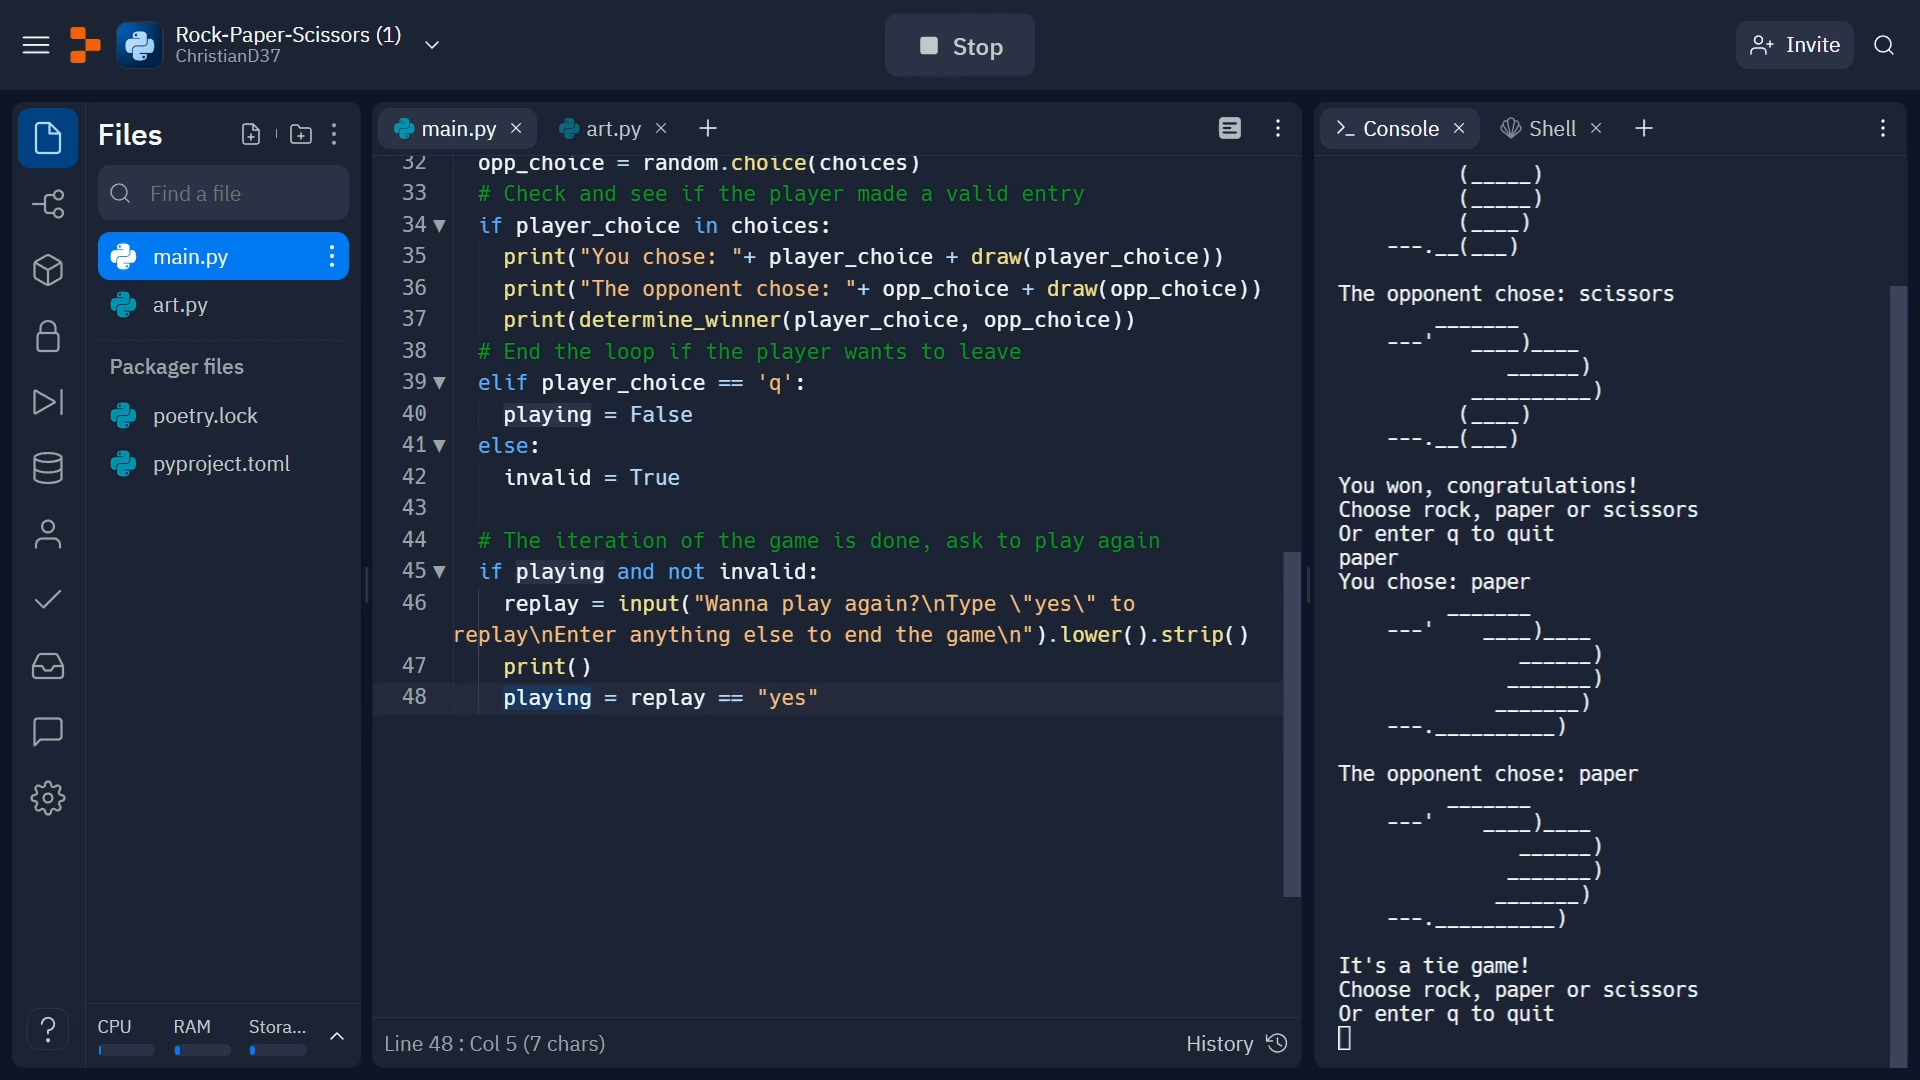 Rock-Paper-Scissors (1)
ChristianD37
Stop
Invite
Files
Find a file
main.py
art.py
Packager files
poetry.lock
pyproject.toml
CPU
RAM
Stora...
main.py
art.py
32 opp_choice = random.choice(choices)
33 # Check and see if the player made a valid entry
34 if player_choice in choices:
35 print("You chose: "+ player_choice + draw(player_choice))
36 print("The opponent chose: "+ opp_choice + draw(opp_choice))
37 print(determine_winner(player_choice, opp_choice))
38 # End the loop if the player wants to leave
39 elif player_choice == 'q':
40 playing = False
41 else:
42 invalid = True
43
44 # The iteration of the game is done, ask to play again
45 if playing and not invalid:
46 replay = input("Wanna play again?\nType \"yes\" to
replay\nEnter anything else to end the game\n").lower().strip()
47 print()
48 playing = replay == "yes"
Line 48 : Col 5 (7 chars)
History
Console
Shell
          (_____)
          (_____)
          (____)
    ---.__(___)
The opponent chose: scissors
        _______
    ---'   ____)____
              ______)
           __________)
          (____)
    ---.__(___)
You won, congratulations!
Choose rock, paper or scissors
Or enter q to quit
paper
You chose: paper
         _______
    ---'    ____)____
               ______)
              _______)
             _______)
    ---.__________)
The opponent chose: paper
         _______
    ---'    ____)____
               ______)
              _______)
             _______)
    ---.__________)
It's a tie game!
Choose rock, paper or scissors
Or enter q to quit